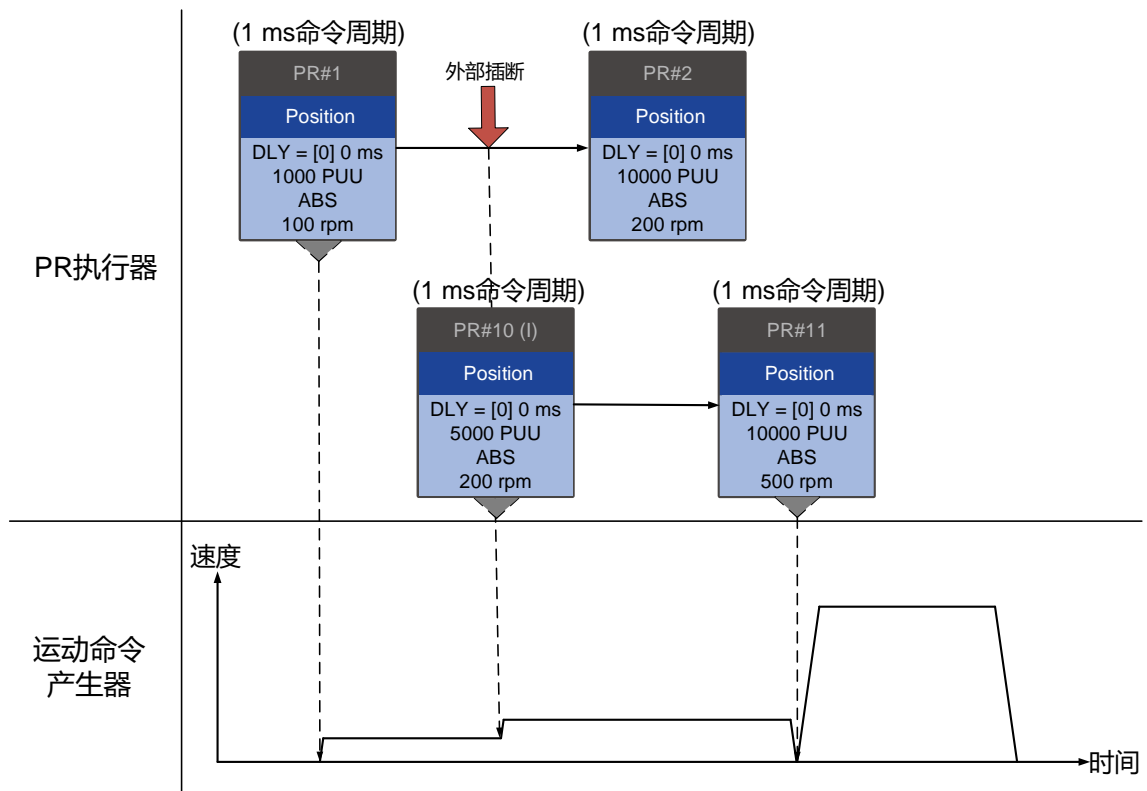 (1 ms命令周期)
PR#1
Position
DLY = [0] 0 ms
1000 PUU
ABS
100 rpm
外部插断
(1 ms命令周期)
PR#2
Position
DLY = [0] 0 ms
10000 PUU
ABS
200 rpm
PR执行器
(1 ms命令周期)
PR#10 (I)
Position
DLY = [0] 0 ms
5000 PUU
ABS
200 rpm
(1 ms命令周期)
PR#11
Position
DLY = [0] 0 ms
10000 PUU
ABS
500 rpm
速度
运动命令
产生器
时间